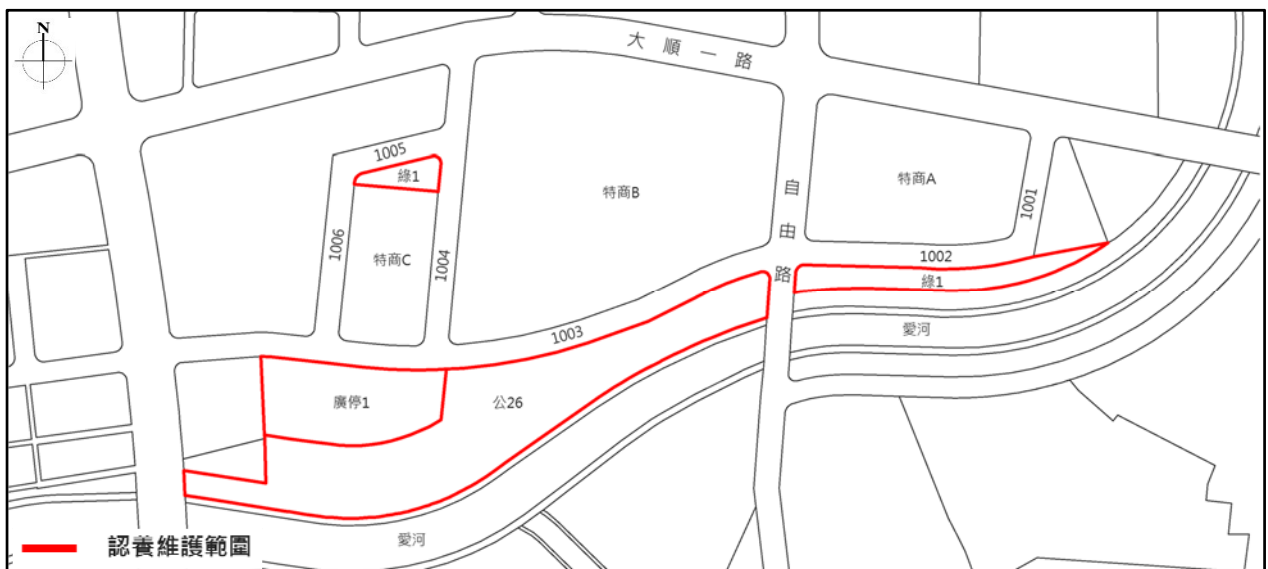 N
大順一路
1005
綠1
特商B
自由路
特商A
1001
1006
特商C
1004
1002
綠1
1003
愛河
廣停1
公26
愛河
認養維護範圍